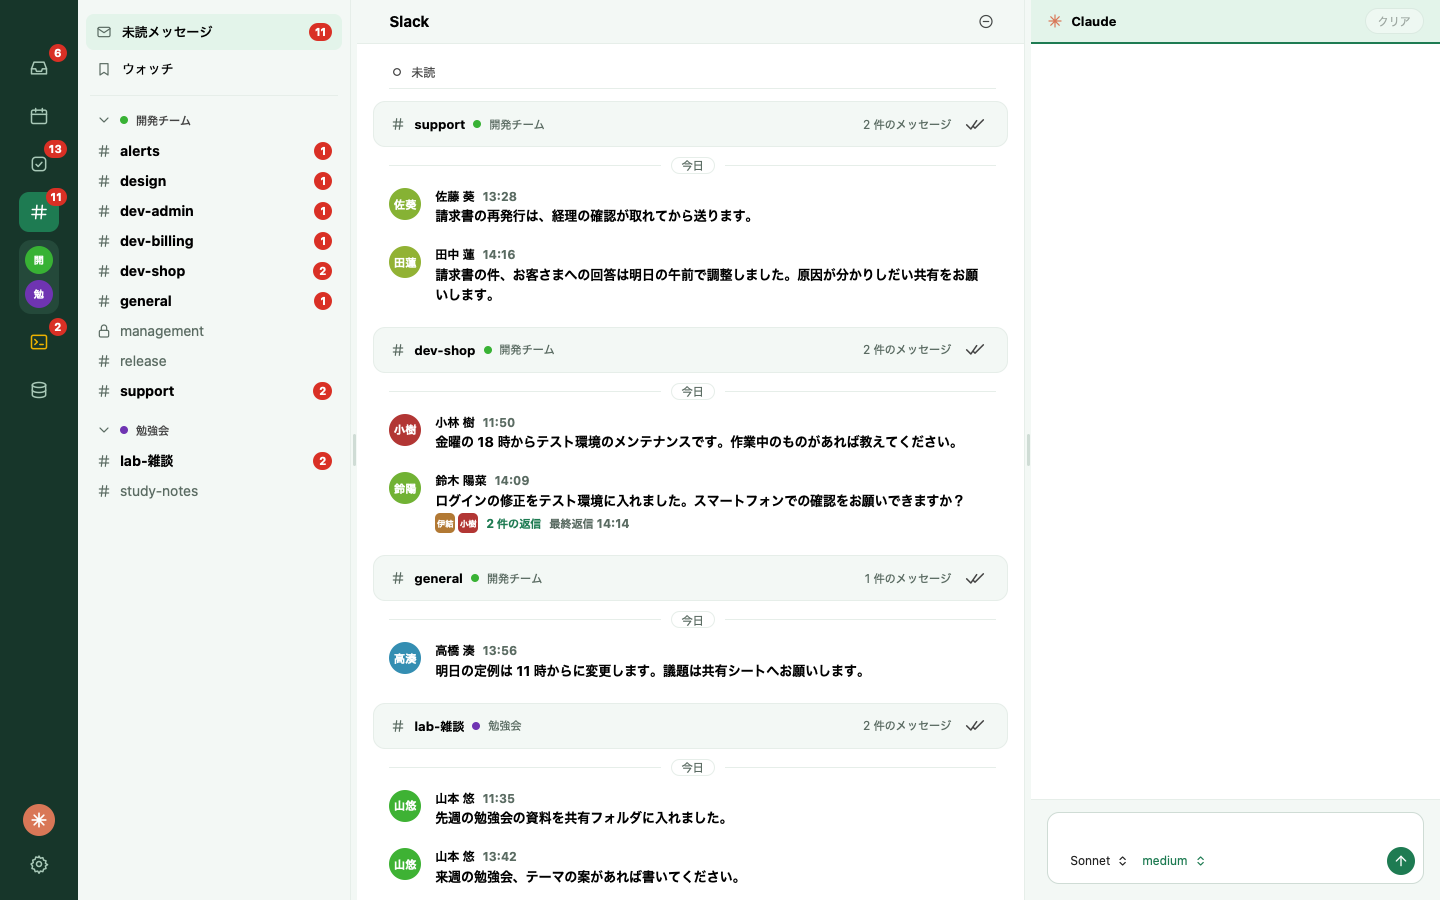 6
13
11
開
勉
2
未読メッセージ 11
ウォッチ
開発チーム
# alerts 1
# design 1
# dev-admin 1
# dev-billing 1
# dev-shop 2
# general 1
management
# release
# support 2
勉強会
# lab-雑談 2
# study-notes
Slack
未読
# support 開発チーム 2 件のメッセージ
今日
佐葵 佐藤 葵 13:28
請求書の再発行は、経理の確認が取れてから送ります。
田蓮 田中 蓮 14:16
請求書の件、お客さまへの回答は明日の午前で調整しました。原因が分かりしだい共有をお願
いします。
# dev-shop 開発チーム 2 件のメッセージ
今日
小樹 小林 樹 11:50
金曜の 18 時からテスト環境のメンテナンスです。作業中のものがあれば教えてください。
鈴陽 鈴木 陽菜 14:09
ログインの修正をテスト環境に入れました。スマートフォンでの確認をお願いできますか？
伊結 小樹 2 件の返信 最終返信 14:14
# general 開発チーム 1 件のメッセージ
今日
高湊 高橋 湊 13:56
明日の定例は 11 時からに変更します。議題は共有シートへお願いします。
# lab-雑談 勉強会 2 件のメッセージ
今日
山悠 山本 悠 11:35
先週の勉強会の資料を共有フォルダに入れました。
山悠 山本 悠 13:42
来週の勉強会、テーマの案があれば書いてください。
Claude クリア
Sonnet medium